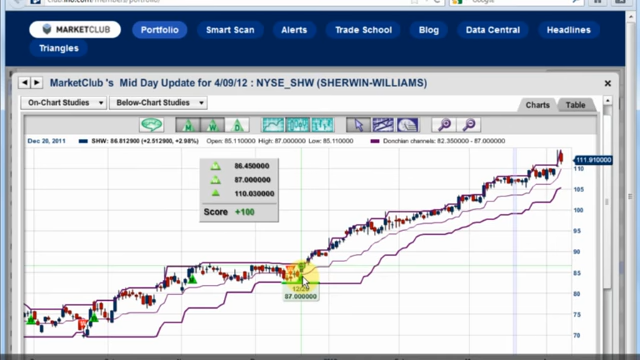 MARKETCLUB Portfolio Smart Scan Alerts Trade School Blog Data Central Headlines
Triangles
MarketClub 's Mid Day Update for 4/09/12 : NYSE_SHW (SHERWIN-WILLIAMS)
On-Chart Studies Below-Chart Studies
Charts Table
M W D
Dec 20, 2011 SHW: 86.812900 (+2.512900, +2.98%) Open: 85.110000 High: 87.000000 Low: 85.110000 Donchian channels: 82.350000 - 87.000000
86.450000
87.000000
110.030000
Score +100
111.910000
110
105
100
95
90
85
80
75
70
12/20
87.000000